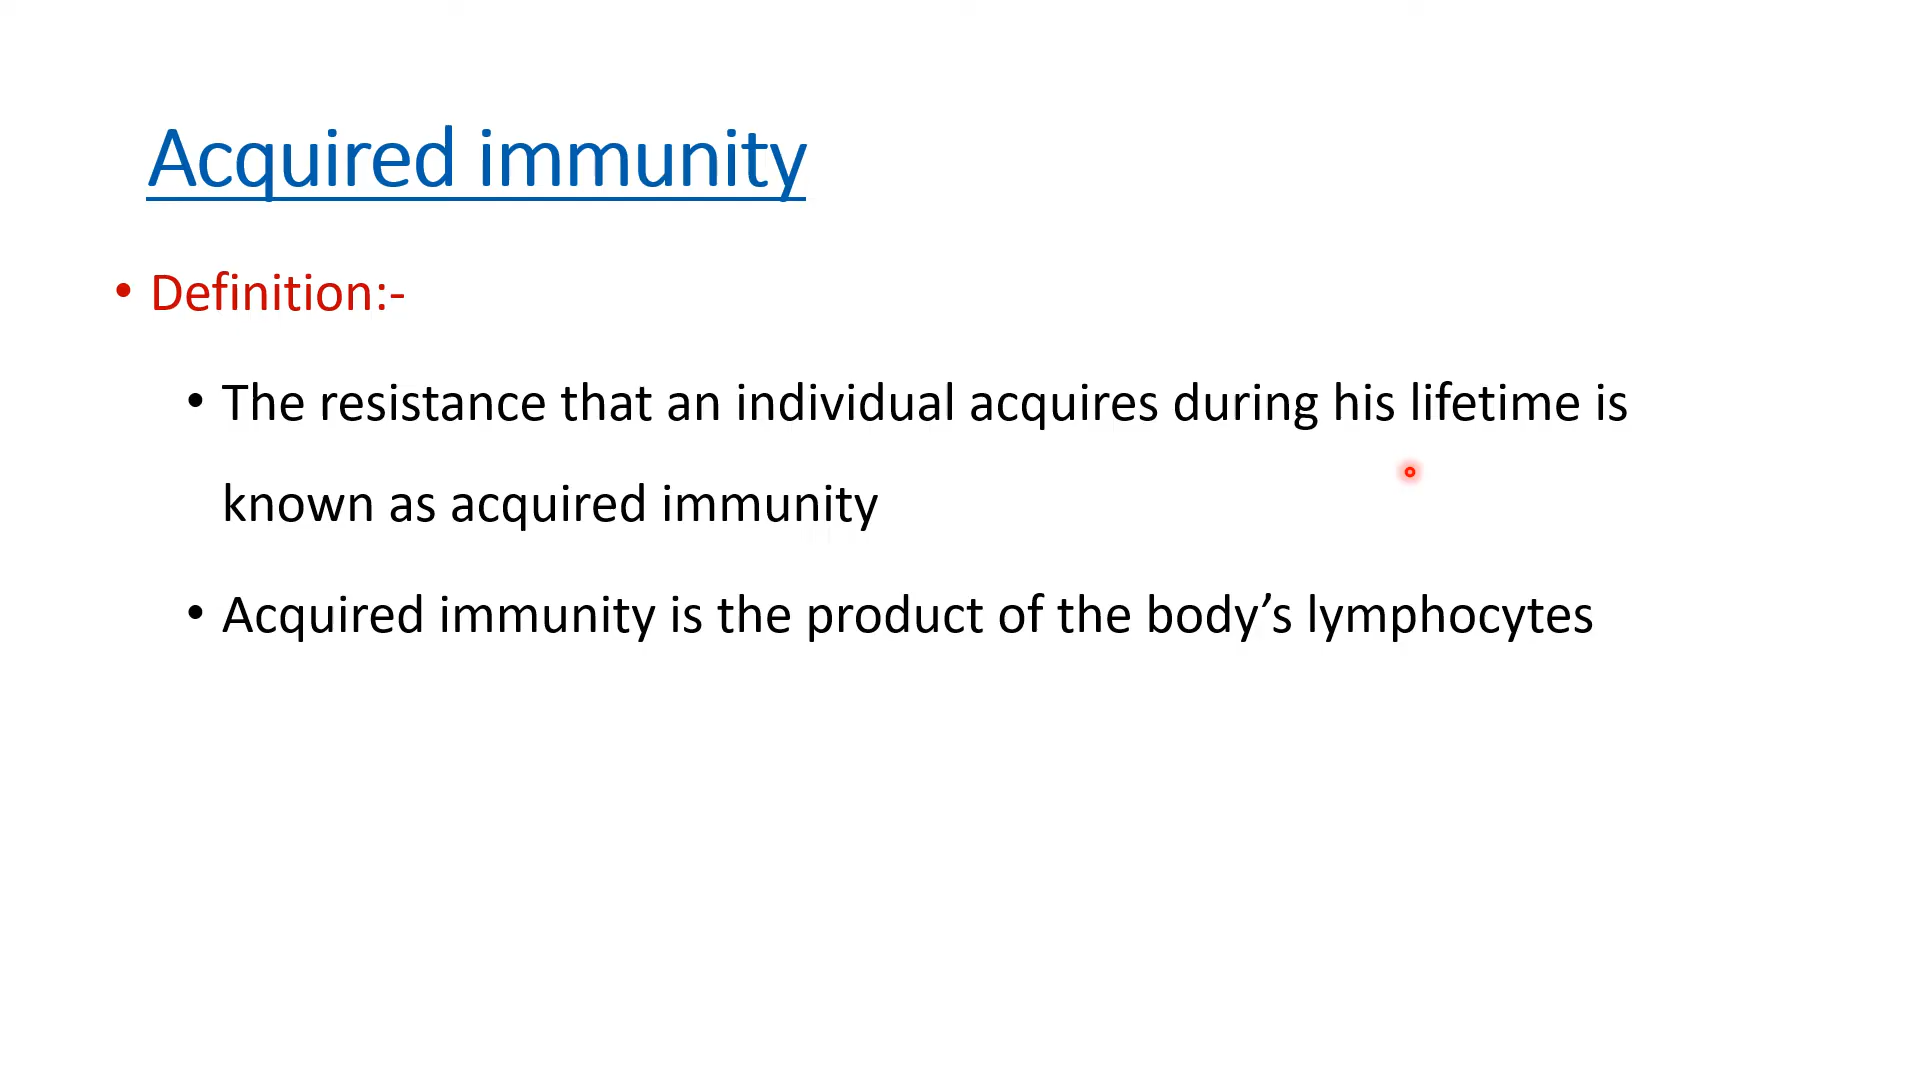 Acquired immunity
• Definition:-
• The resistance that an individual acquires during his lifetime is
known as acquired immunity
• Acquired immunity is the product of the body’s lymphocytes